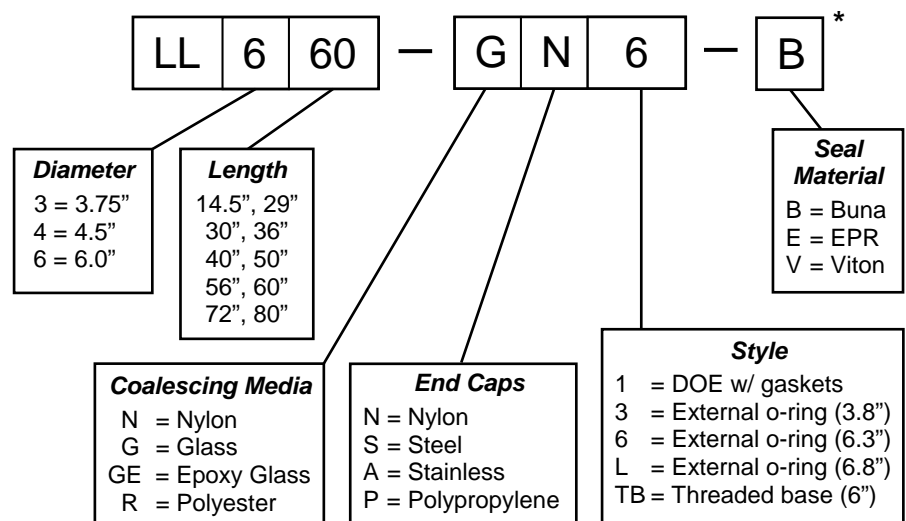 LL 6 60 – G N 6 – B *
Diameter
3 = 3.75”
4 = 4.5”
6 = 6.0”
Length
14.5”, 29”
30”, 36”
40”, 50”
56”, 60”
72”, 80”
Seal
Material
B = Buna
E = EPR
V = Viton
Coalescing Media
N = Nylon
G = Glass
GE = Epoxy Glass
R = Polyester
End Caps
N = Nylon
S = Steel
A = Stainless
P = Polypropylene
Style
1 = DOE w/ gaskets
3 = External o-ring (3.8”)
6 = External o-ring (6.3”)
L = External o-ring (6.8”)
TB = Threaded base (6”)